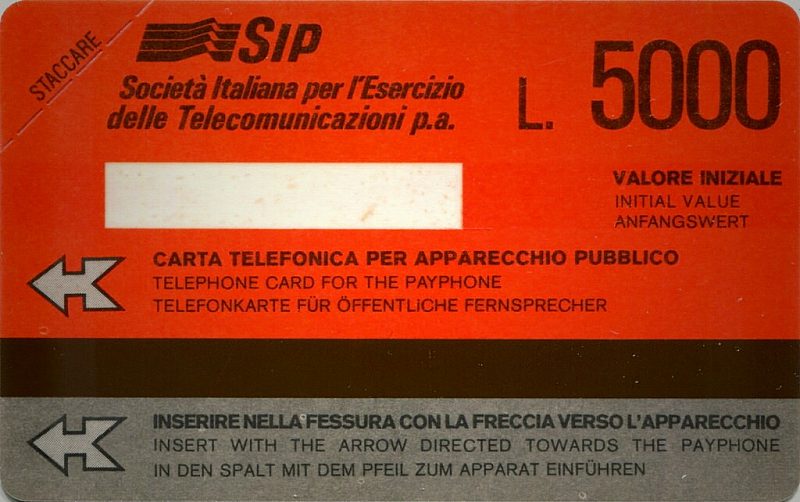 STACCARE
SIP
Società Italiana per l'Esercizio
delle Telecomunicazioni p.a.
L. 5000
VALORE INIZIALE
INITIAL VALUE
ANFANGSWERT
CARTA TELEFONICA PER APPARECCHIO PUBBLICO
TELEPHONE CARD FOR THE PAYPHONE
TELEFONKARTE FÜR ÖFFENTLICHE FERNSPRECHER
INSERIRE NELLA FESSURA CON LA FRECCIA VERSO L'APPARECCHIO
INSERT WITH THE ARROW DIRECTED TOWARDS THE PAYPHONE
IN DEN SPALT MIT DEM PFEIL ZUM APPARAT EINFÜHREN